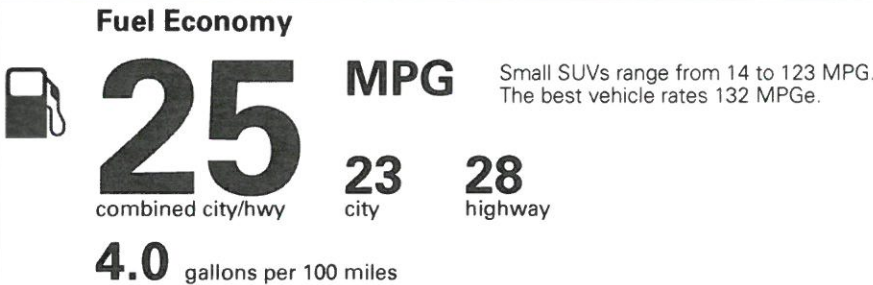 Fuel Economy
25
MPG
Small SUVs range from 14 to 123 MPG.
The best vehicle rates 132 MPGe.
combined city/hwy
23
city
28
highway
4.0 gallons per 100 miles